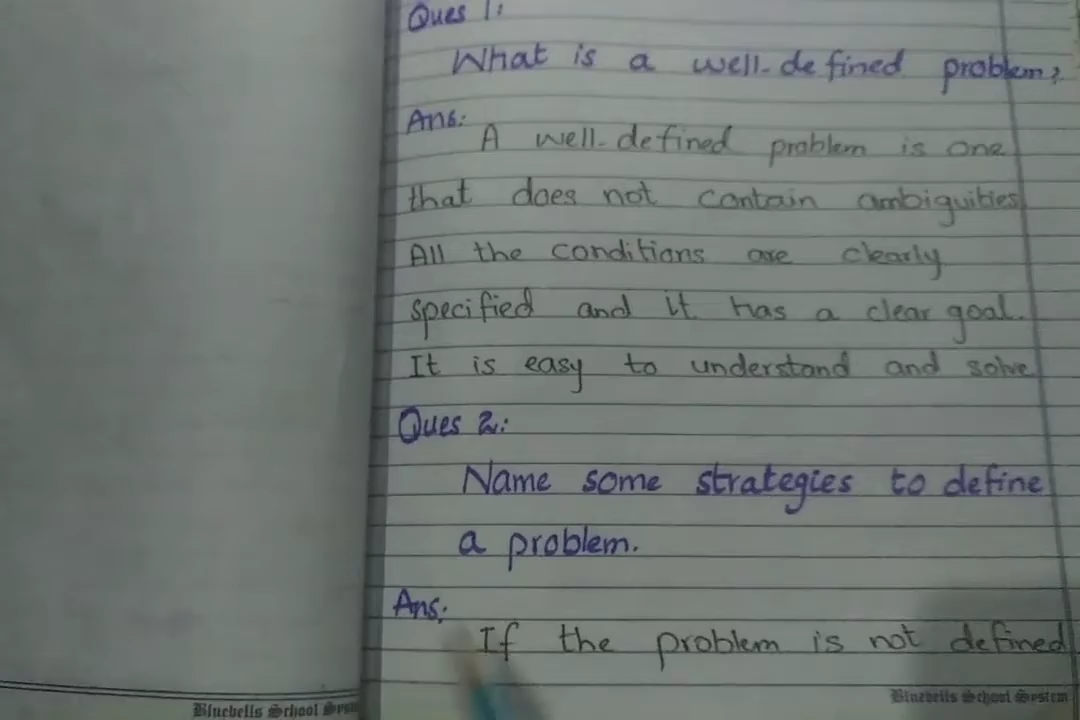 Ques 1:
What is a well-defined problem?
Ans:
A well-defined problem is one
that does not contain ambiguities
All the conditions are clearly
specified and it has a clear goal.
It is easy to understand and solve
Ques 2:
Name some strategies to define
a problem.
Ans:
If the problem is not defined
Bluebells School System
Bluebells School Syst